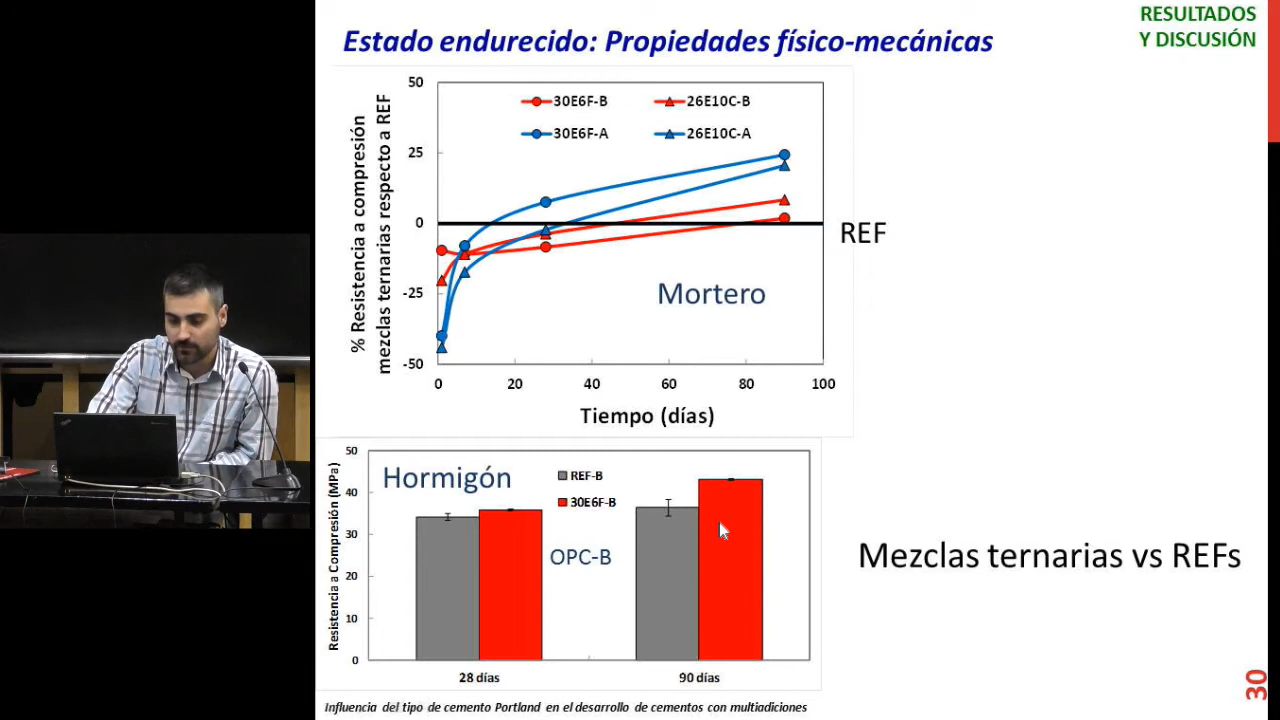 RESULTADOS
Y DISCUSIÓN
Estado endurecido: Propiedades físico-mecánicas
% Resistencia a compresión
mezclas ternarias respecto a REF
50
25
0
-25
-50
30E6F-B
26E10C-B
30E6F-A
26E10C-A
REF
Mortero
0
20
40
60
80
100
Tiempo (días)
Resistencia a Compresión (MPa)
50
40
30
20
10
0
Hormigón
REF-B
30E6F-B
OPC-B
28 días
90 días
Mezclas ternarias vs REFs
Influencia del tipo de cemento Portland en el desarrollo de cementos con multiadiciones
30